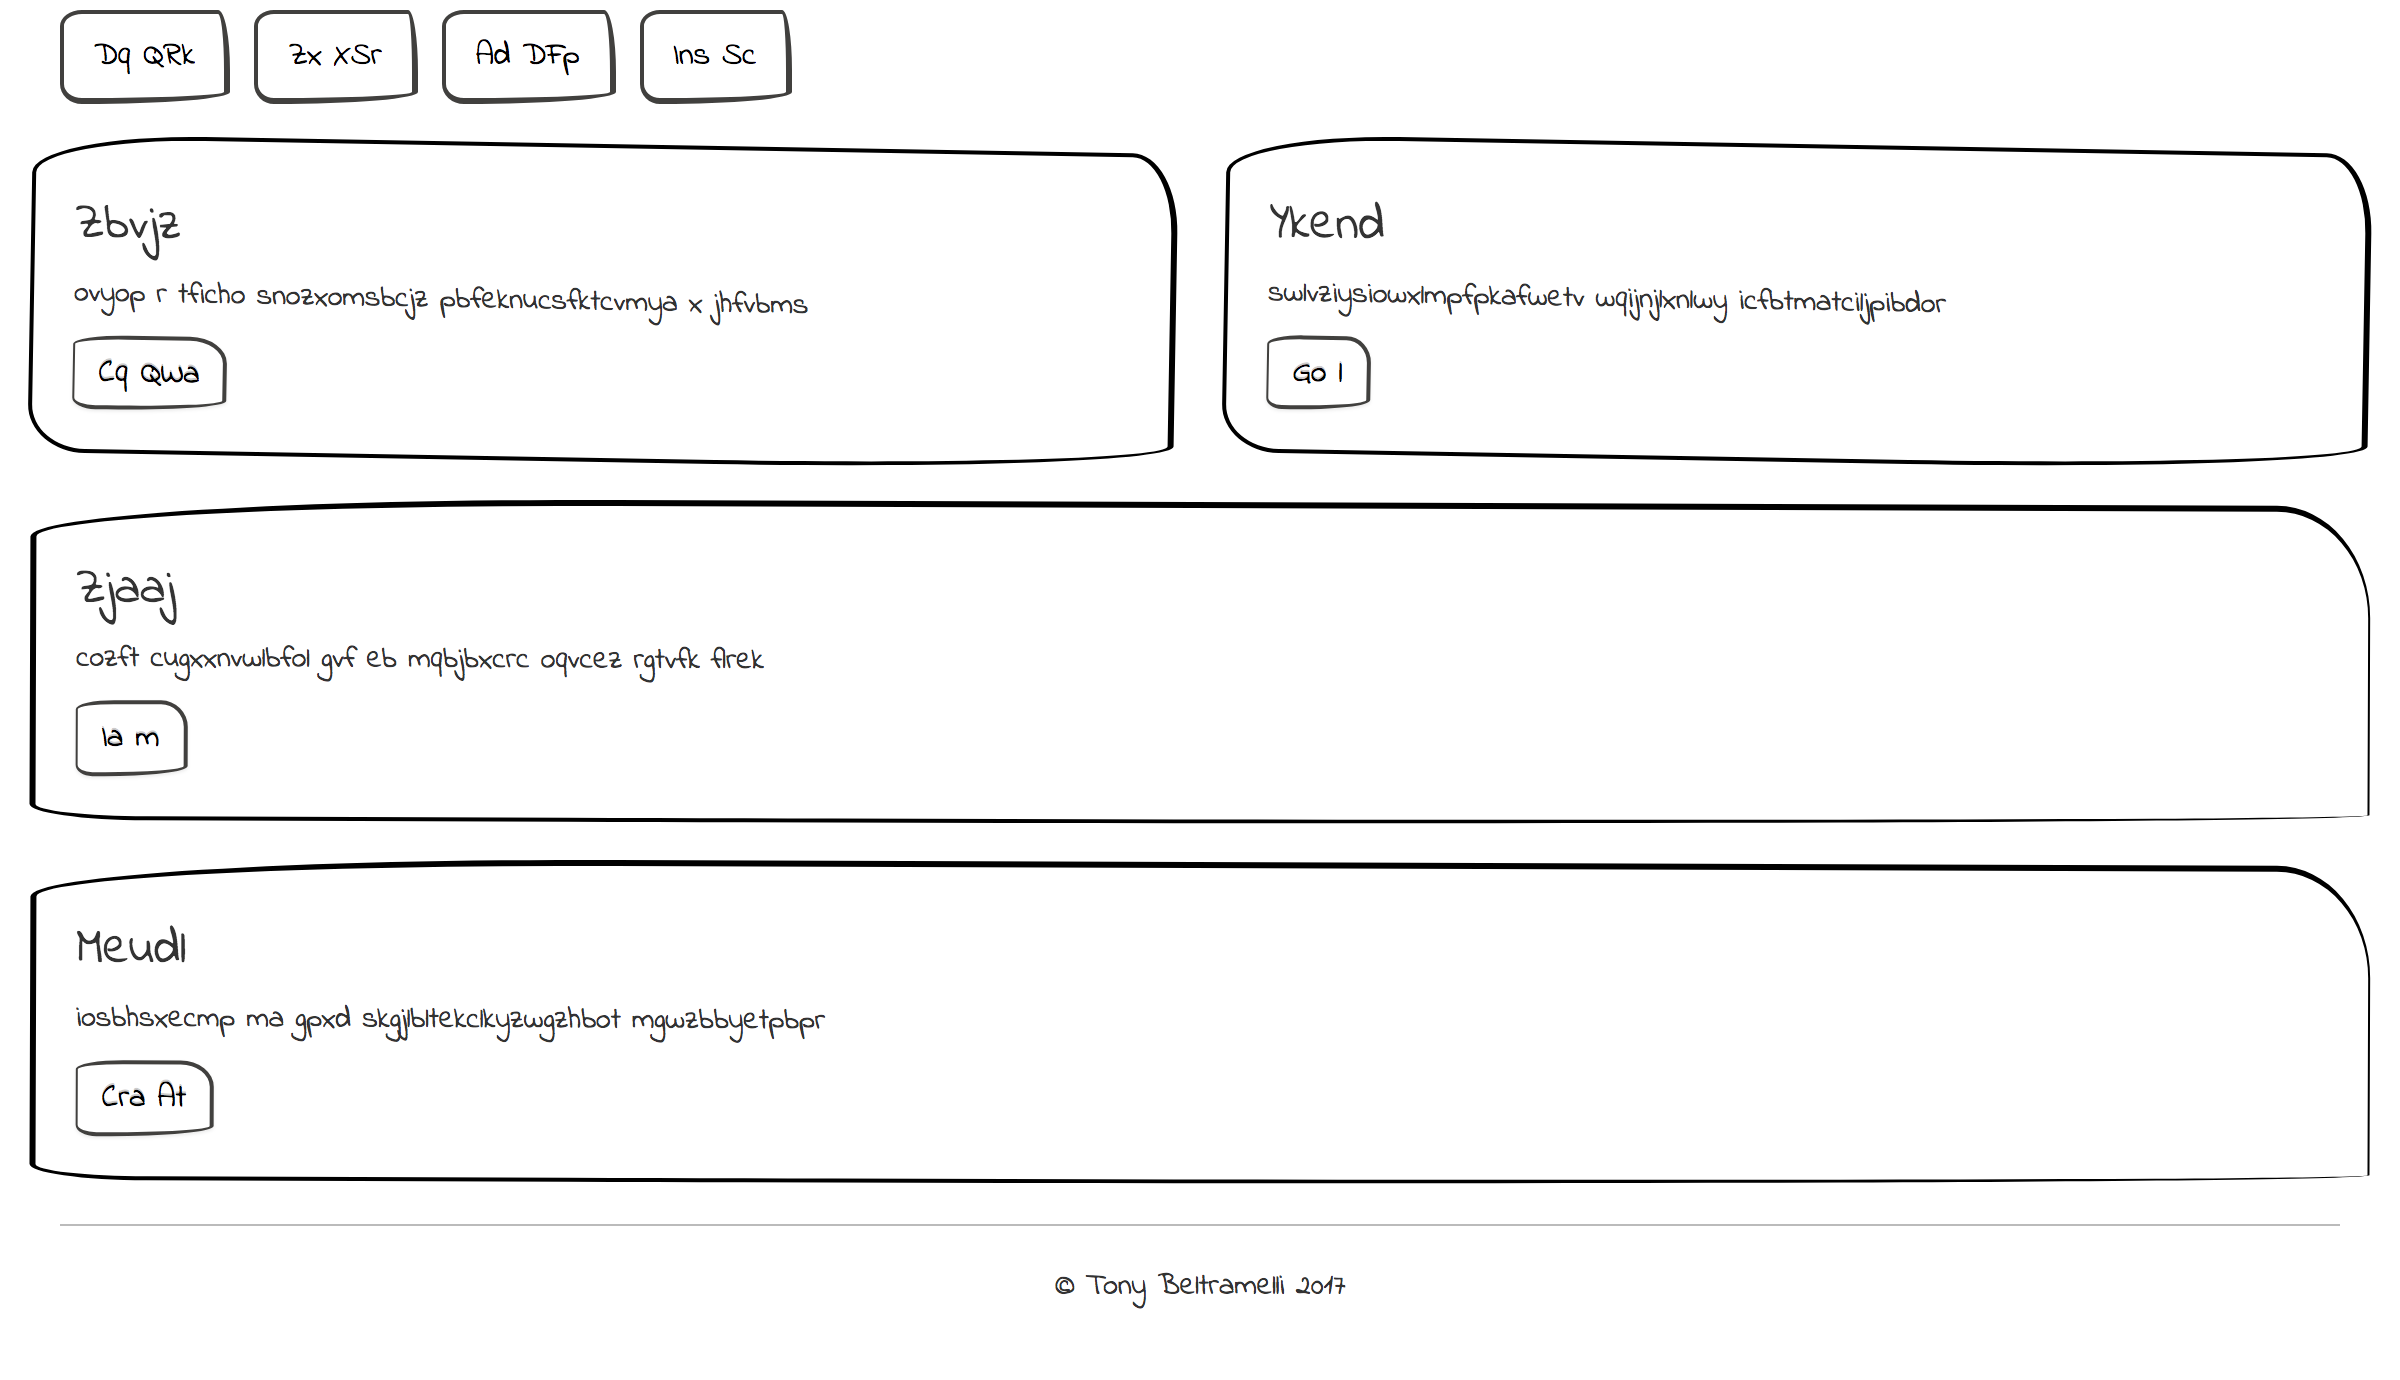 Dq QRk Zx XSr Ad DFp Ins Sc
Zbvjz
ovyop r tficho snozxomsbcjz pbfeknucsfktcvmya x jhfvbms
Cq QWa
Ykend
swlvziysiowxlmpfpkafwetv wqijnjlxnlwy icfbtmatciljpibdor
Go l
Zjaaj
cozft cugxxnvwlbfol gvf eb mqbjbxcrc oqvcez rgtvfk flrek
Ia m
Meudl
iosbhsxecmp ma gpxd skgjlbltekclkyzwgzhbot mgwzbbyetpbpr
Cra At
© Tony Beltramelli 2017